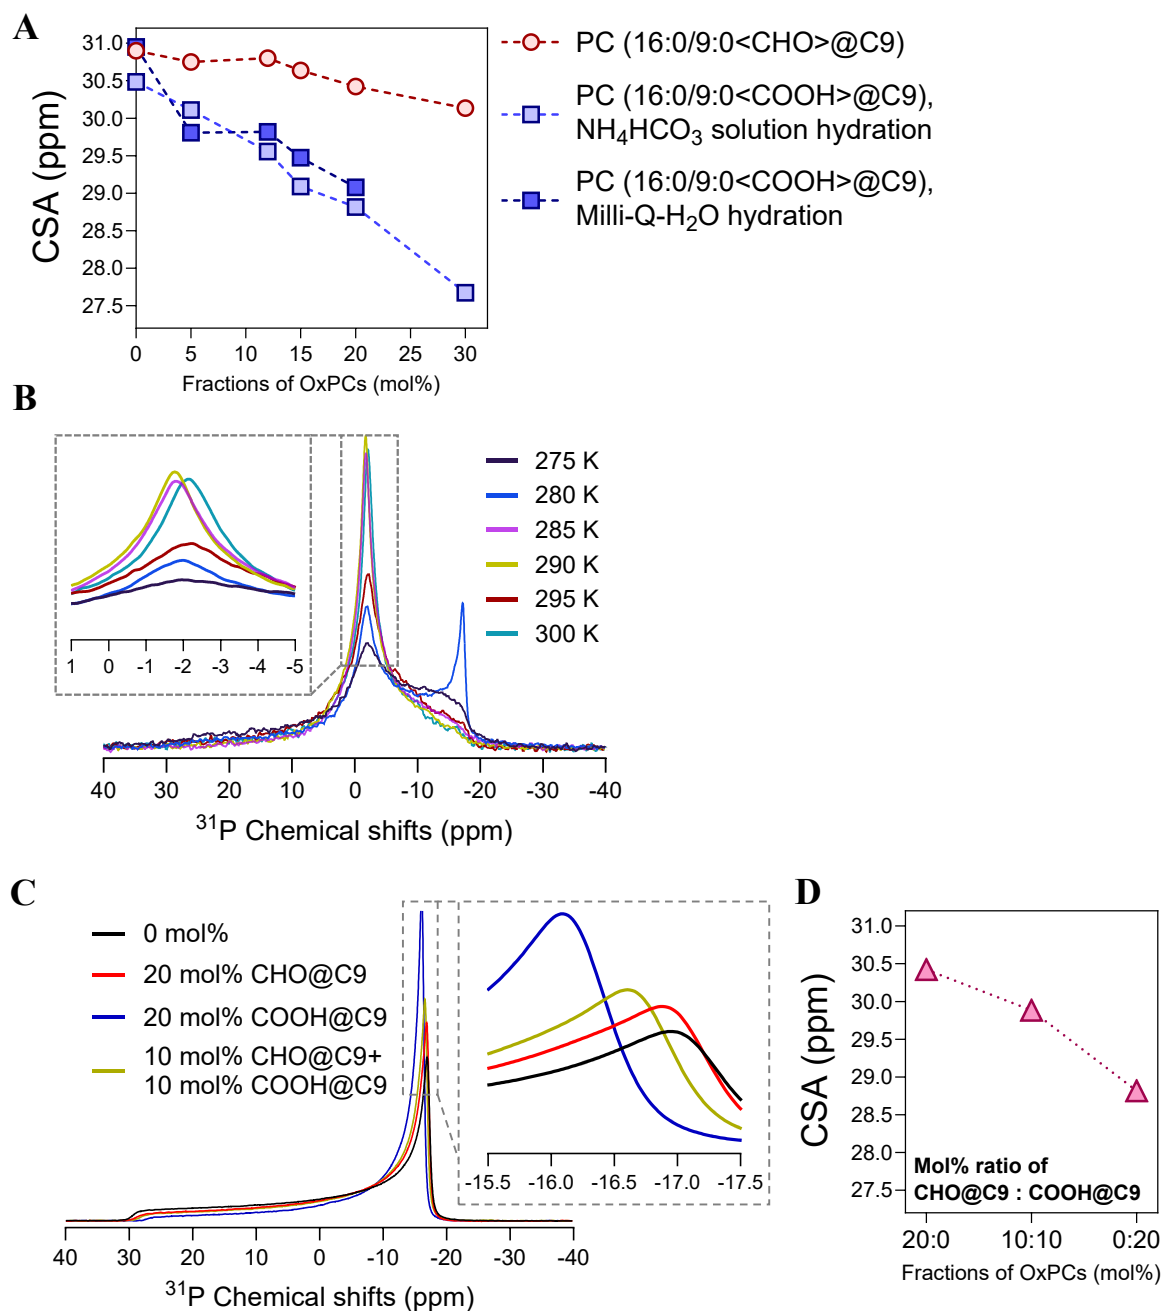 A
31.0
30.5
30.0
29.5
29.0
28.5
28.0
27.5
CSA (ppm)
0 5 10 15 20 25 30
Fractions of OxPCs (mol%)
PC (16:0/9:0<CHO>@C9)
PC (16:0/9:0<COOH>@C9),
NH₄HCO₃ solution hydration
PC (16:0/9:0<COOH>@C9),
Milli-Q-H₂O hydration
B
1 0 -1 -2 -3 -4 -5
275 K
280 K
285 K
290 K
295 K
300 K
40 30 20 10 0 -10 -20 -30 -40
³¹P Chemical shifts (ppm)
C
0 mol%
20 mol% CHO@C9
20 mol% COOH@C9
10 mol% CHO@C9+
10 mol% COOH@C9
-15.5 -16.0 -16.5 -17.0 -17.5
40 30 20 10 0 -10 -20 -30 -40
³¹P Chemical shifts (ppm)
D
31.0
30.5
30.0
29.5
29.0
28.5
28.0
27.5
CSA (ppm)
Mol% ratio of
CHO@C9 : COOH@C9
20:0 10:10 0:20
Fractions of OxPCs (mol%)